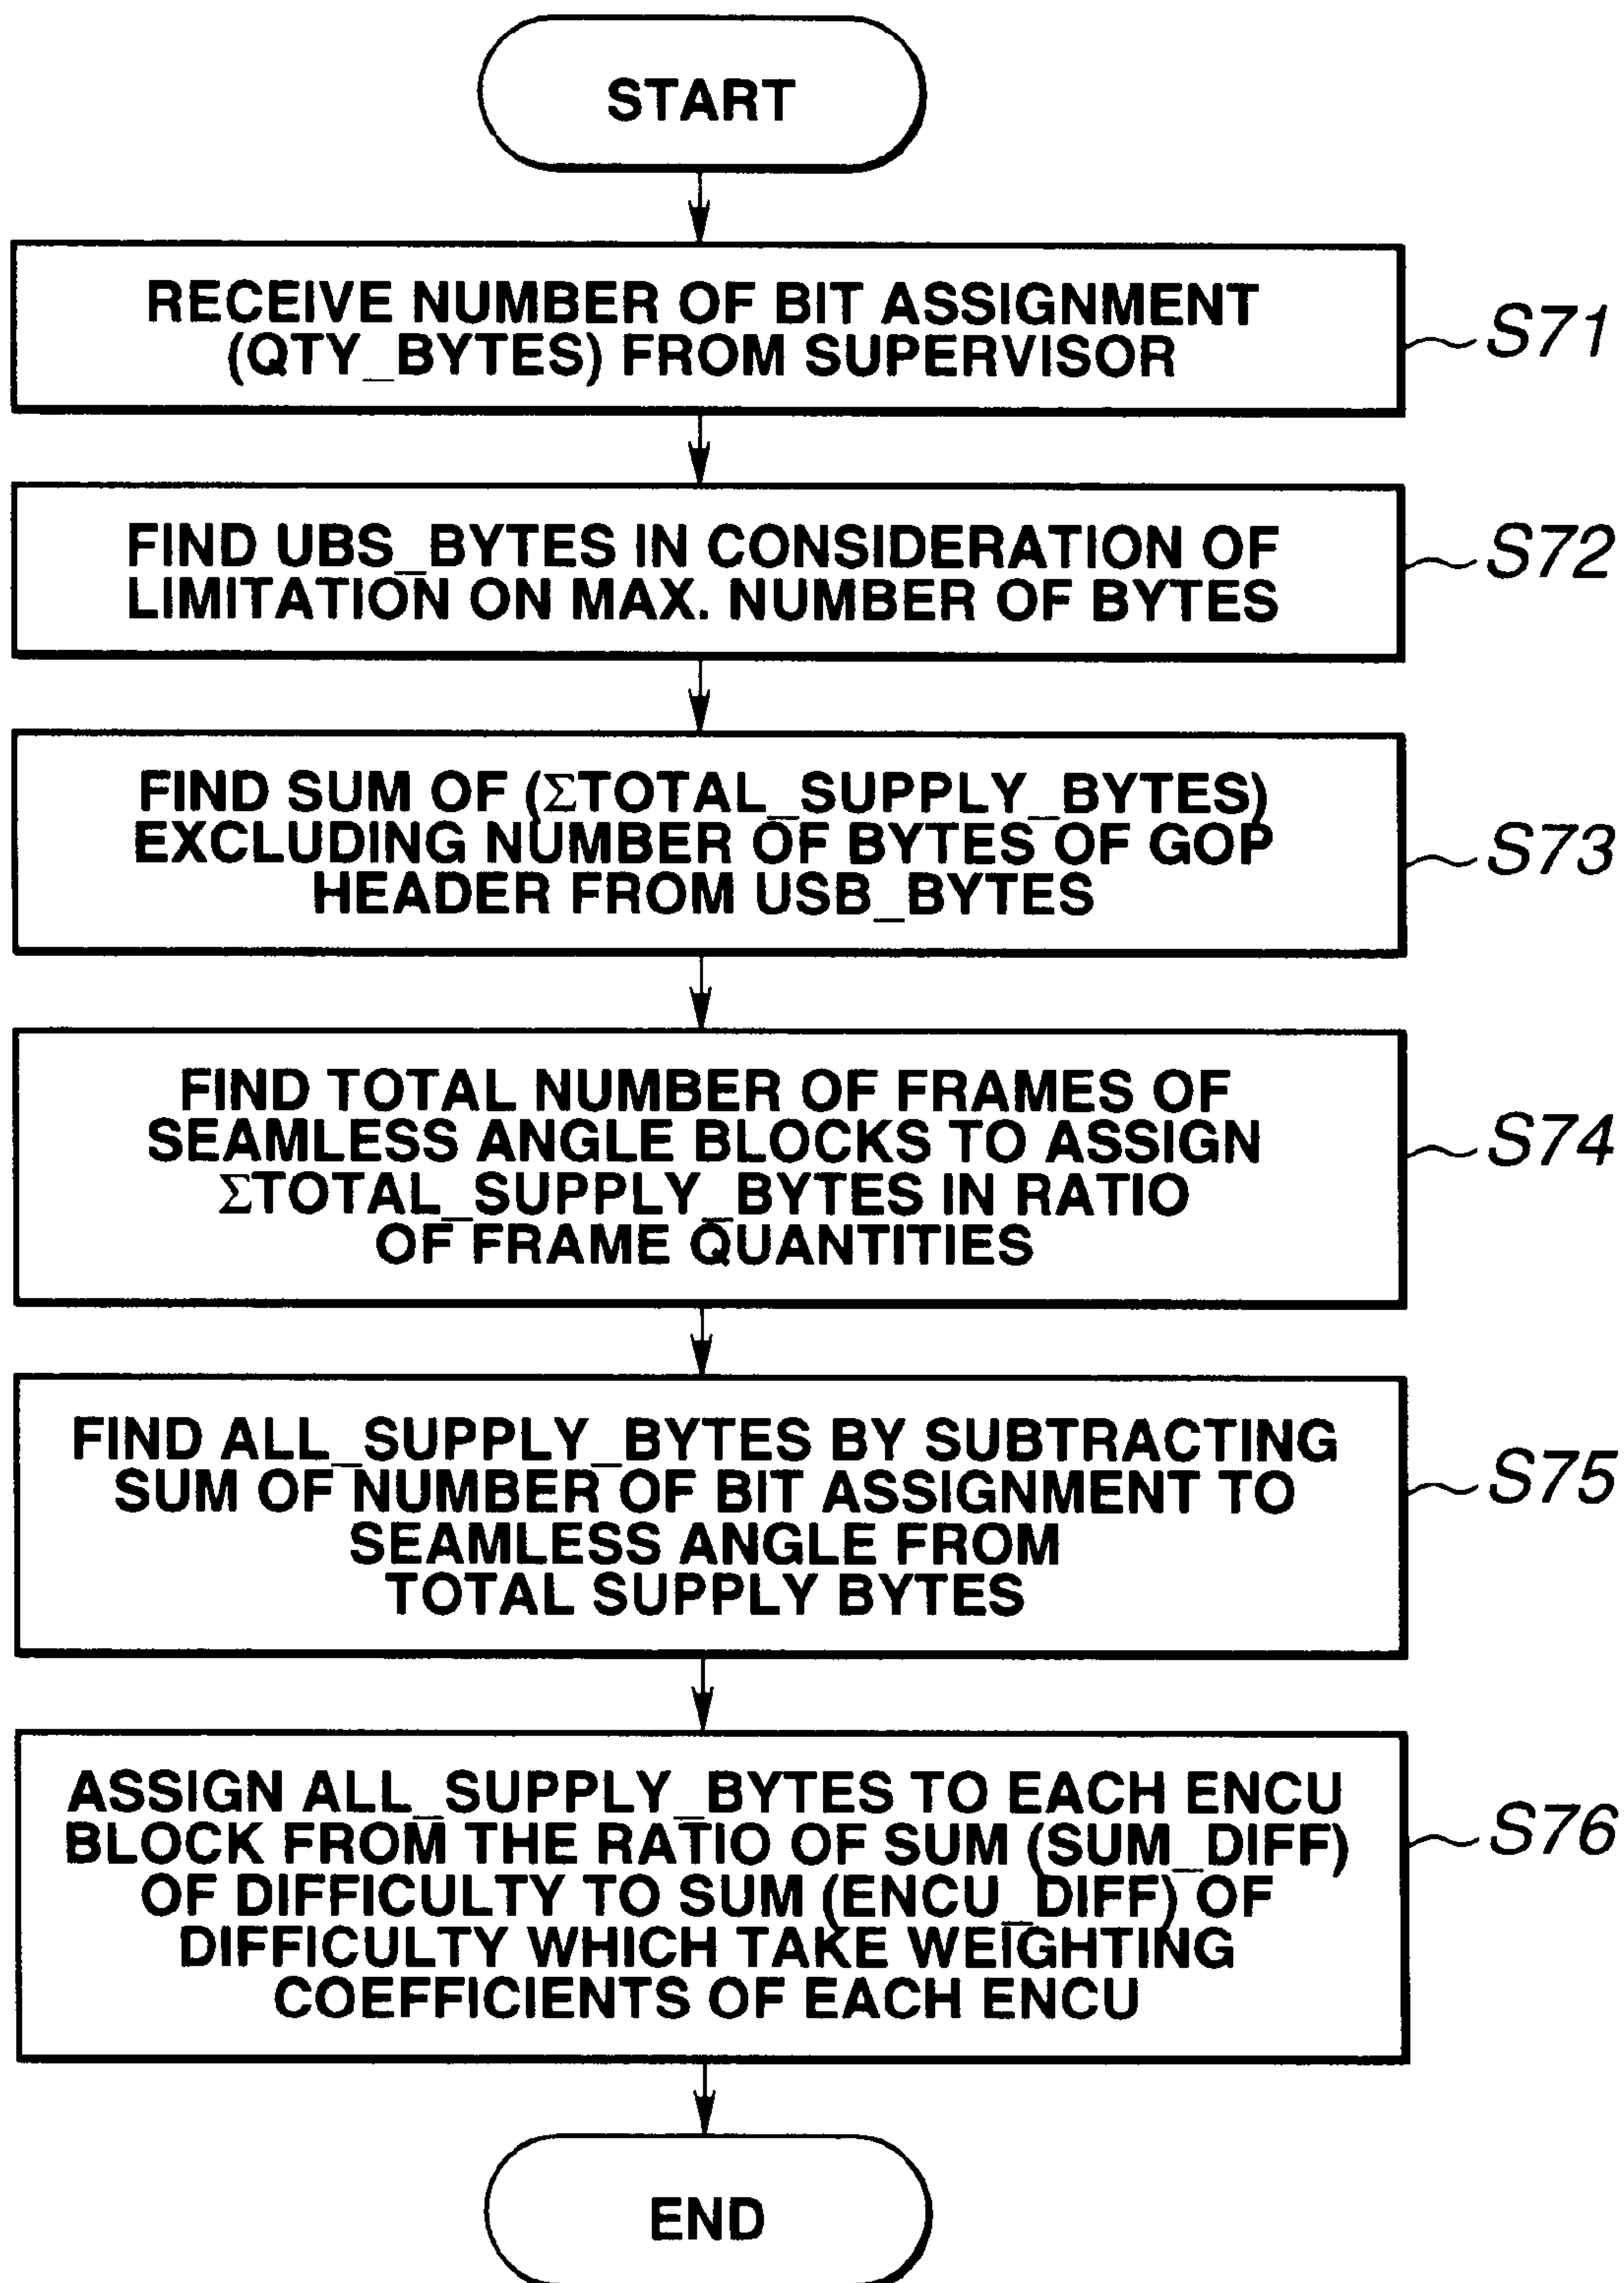 START
RECEIVE NUMBER OF BIT ASSIGNMENT
(QTY_BYTES) FROM SUPERVISOR
S71
FIND UBS_BYTES IN CONSIDERATION OF
LIMITATION ON MAX. NUMBER OF BYTES
S72
FIND SUM OF (ΣTOTAL_SUPPLY_BYTES)
EXCLUDING NUMBER OF BYTES OF GOP
HEADER FROM USB_BYTES
S73
FIND TOTAL NUMBER OF FRAMES OF
SEAMLESS ANGLE BLOCKS TO ASSIGN
ΣTOTAL_SUPPLY_BYTES IN RATIO
OF FRAME QUANTITIES
S74
FIND ALL_SUPPLY_BYTES BY SUBTRACTING
SUM OF NUMBER OF BIT ASSIGNMENT TO
SEAMLESS ANGLE FROM
TOTAL SUPPLY BYTES
S75
ASSIGN ALL_SUPPLY_BYTES TO EACH ENCU
BLOCK FROM THE RATIO OF SUM (SUM_DIFF)
OF DIFFICULTY TO SUM (ENCU_DIFF) OF
DIFFICULTY WHICH TAKE WEIGHTING
COEFFICIENTS OF EACH ENCU
S76
END